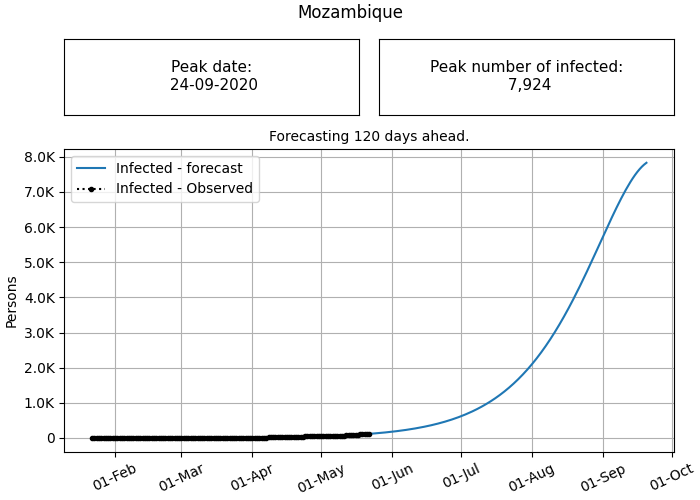 Mozambique
Peak date:
24-09-2020
Peak number of infected:
7,924
Forecasting 120 days ahead.
Infected - forecast
Infected - Observed
Persons
8.0K
7.0K
6.0K
5.0K
4.0K
3.0K
2.0K
1.0K
0
01-Feb
01-Mar
01-Apr
01-May
01-Jun
01-Jul
01-Aug
01-Sep
01-Oct